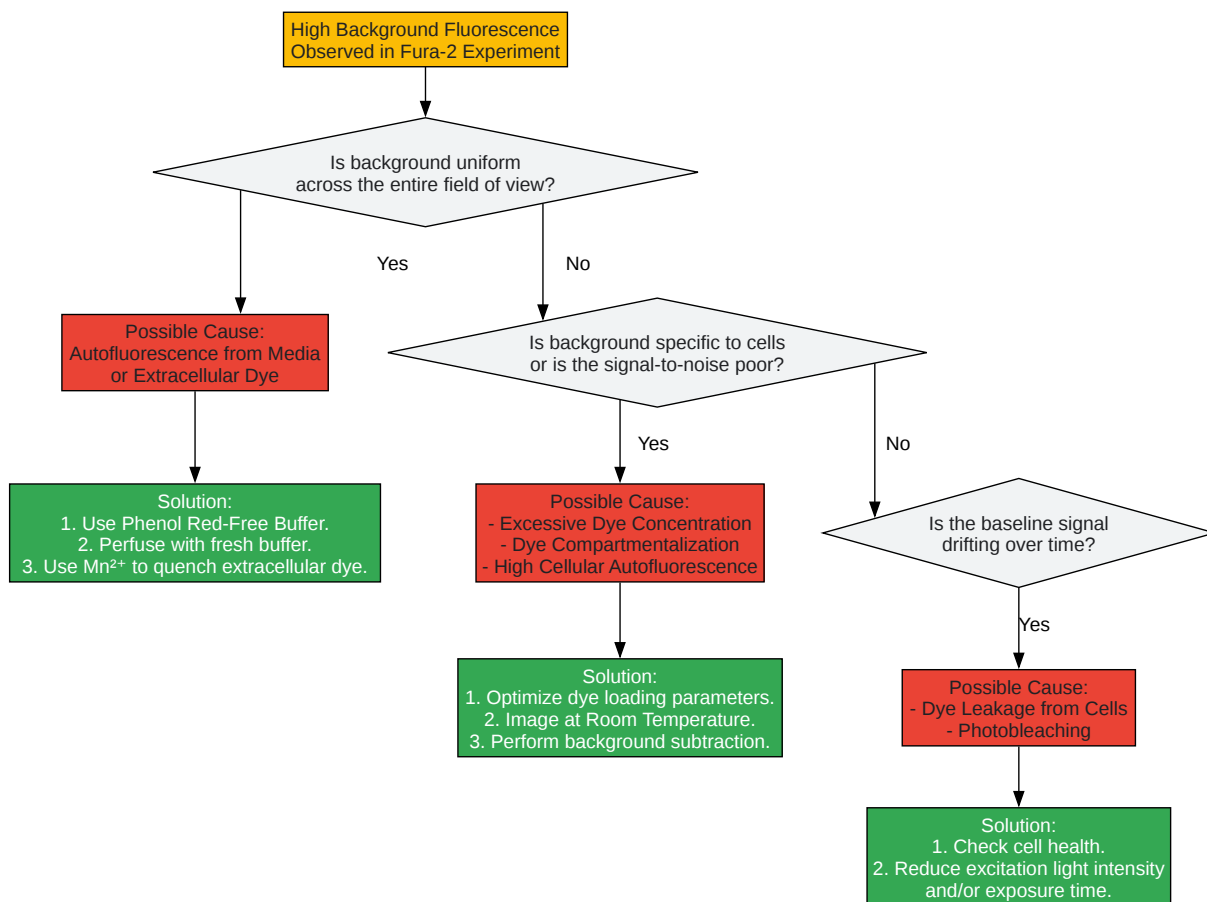 High Background Fluorescence
Observed in Fura-2 Experiment
Is background uniform
across the entire field of view?
Yes
No
Possible Cause:
Autofluorescence from Media
or Extracellular Dye
Is background specific to cells
or is the signal-to-noise poor?
Yes
No
Solution:
1. Use Phenol Red-Free Buffer.
2. Perfuse with fresh buffer.
3. Use Mn²⁺ to quench extracellular dye.
Possible Cause:
- Excessive Dye Concentration
- Dye Compartmentalization
- High Cellular Autofluorescence
Is the baseline signal
drifting over time?
Yes
Solution:
1. Optimize dye loading parameters.
2. Image at Room Temperature.
3. Perform background subtraction.
Possible Cause:
- Dye Leakage from Cells
- Photobleaching
Solution:
1. Check cell health.
2. Reduce excitation light intensity
and/or exposure time.